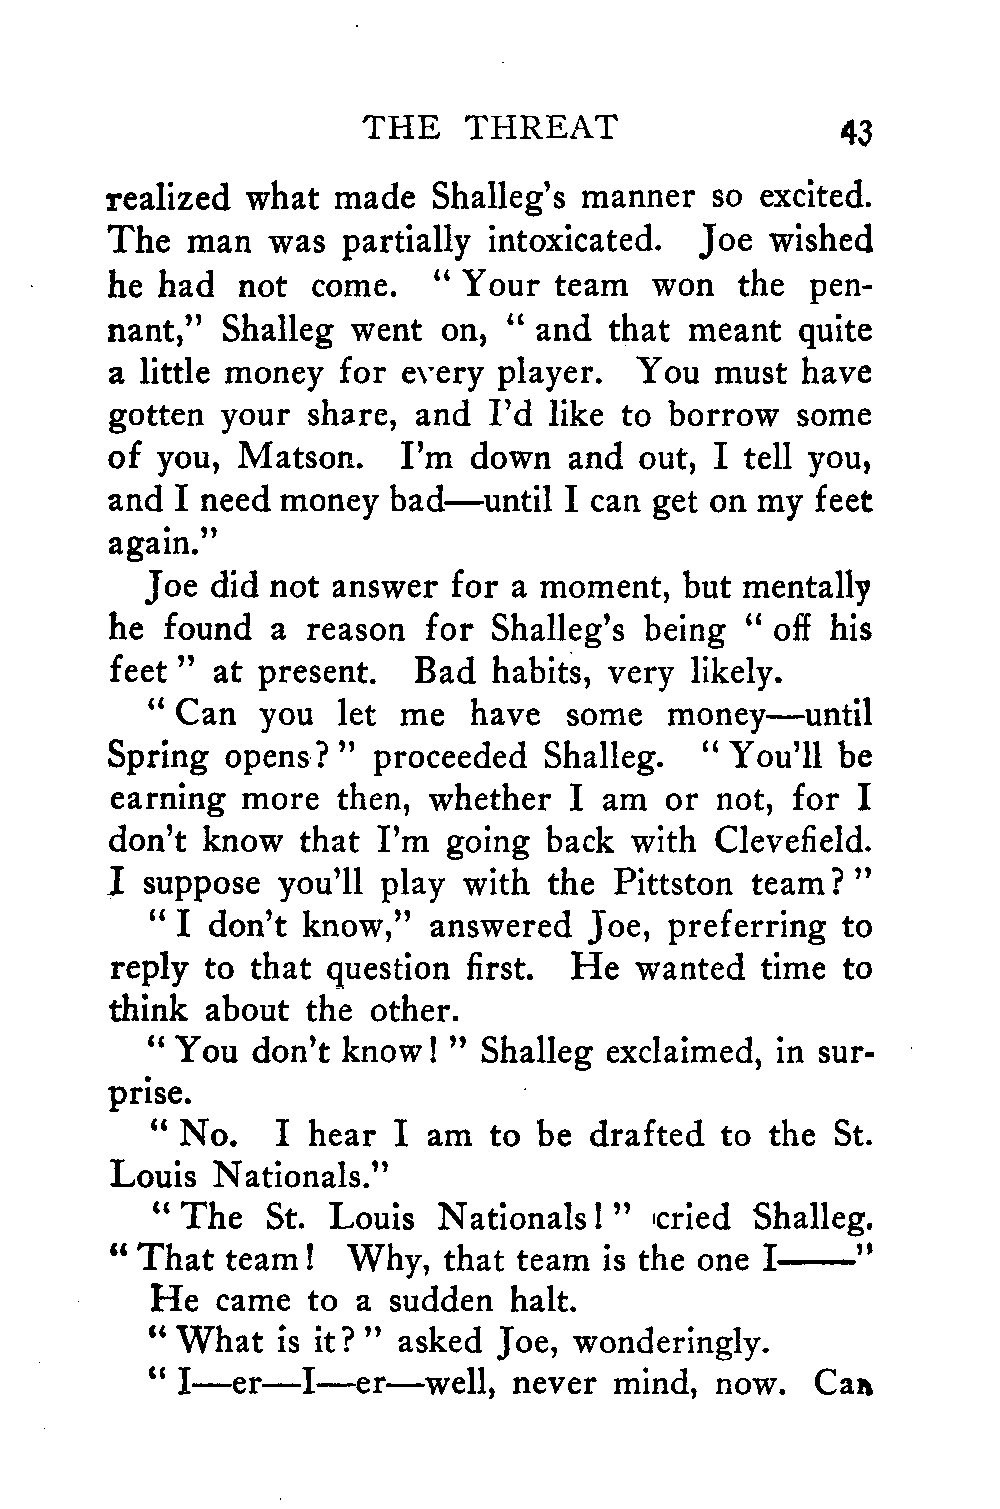 THE THREAT 43
realized what made Shalleg's manner so excited.
The man was partially intoxicated. Joe wished
he had not come. " Your team won the pen-
nant," Shalleg went on, " and that meant quite
a little money for every player. You must have
gotten your share, and I'd like to borrow some
of you, Matson. I'm down and out, I tell you,
and I need money bad—until I can get on my feet
again."
Joe did not answer for a moment, but mentally
he found a reason for Shalleg's being " off his
feet " at present. Bad habits, very likely.
" Can you let me have some money—until
Spring opens? " proceeded Shalleg. " You'll be
earning more then, whether I am or not, for I
don't know that I'm going back with Clevefield.
I suppose you'll play with the Pittston team? "
" I don't know," answered Joe, preferring to
reply to that question first. He wanted time to
think about the other.
" You don't know! " Shalleg exclaimed, in sur-
prise.
" No. I hear I am to be drafted to the St.
Louis Nationals."
" The St. Louis Nationals! " cried Shalleg.
" That team! Why, that team is the one I——"
He came to a sudden halt.
" What is it? " asked Joe, wonderingly.
" I—er—I—er—well, never mind, now. Can